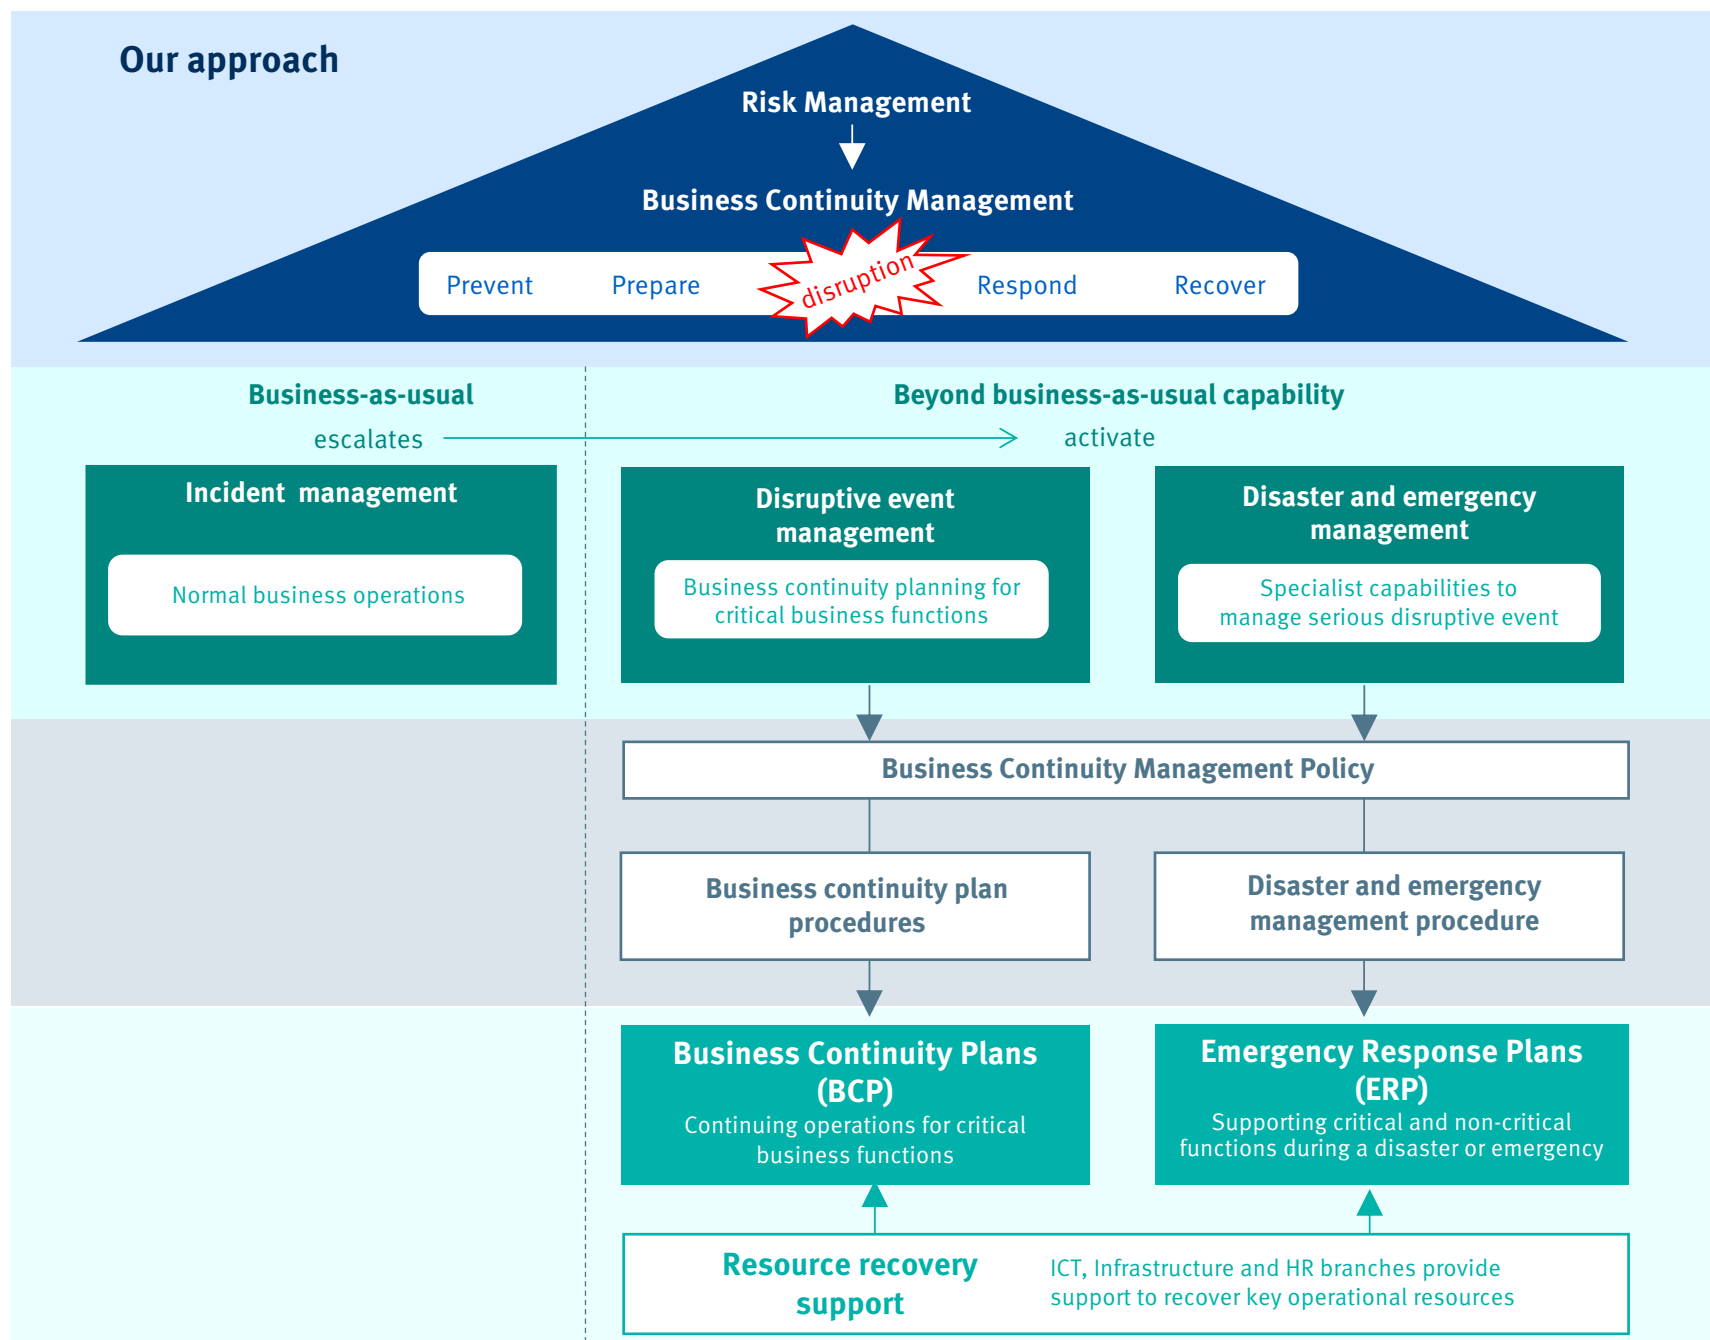 Our approach
Risk Management
Business Continuity Management
Prevent Prepare disruption Respond Recover
Business-as-usual
Beyond business-as-usual capability
escalates
activate
Incident management
Normal business operations
Disruptive event
management
Business continuity planning for
critical business functions
Disaster and emergency
management
Specialist capabilities to
manage serious disruptive event
Business Continuity Management Policy
Business continuity plan
procedures
Disaster and emergency
management procedure
Business Continuity Plans
(BCP)
Continuing operations for critical
business functions
Emergency Response Plans
(ERP)
Supporting critical and non-critical
functions during a disaster or emergency
Resource recovery
support
ICT, Infrastructure and HR branches provide
support to recover key operational resources